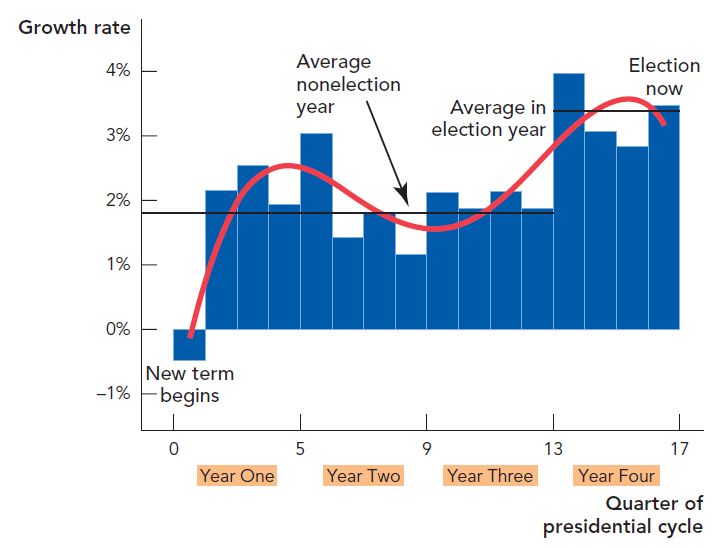 Growth rate
4%
3%
2%
1%
0%
–1%
Average
nonelection
year
Average in
election year
Election
now
New term
begins
0
5
9
13
17
Year One
Year Two
Year Three
Year Four
Quarter of
presidential cycle